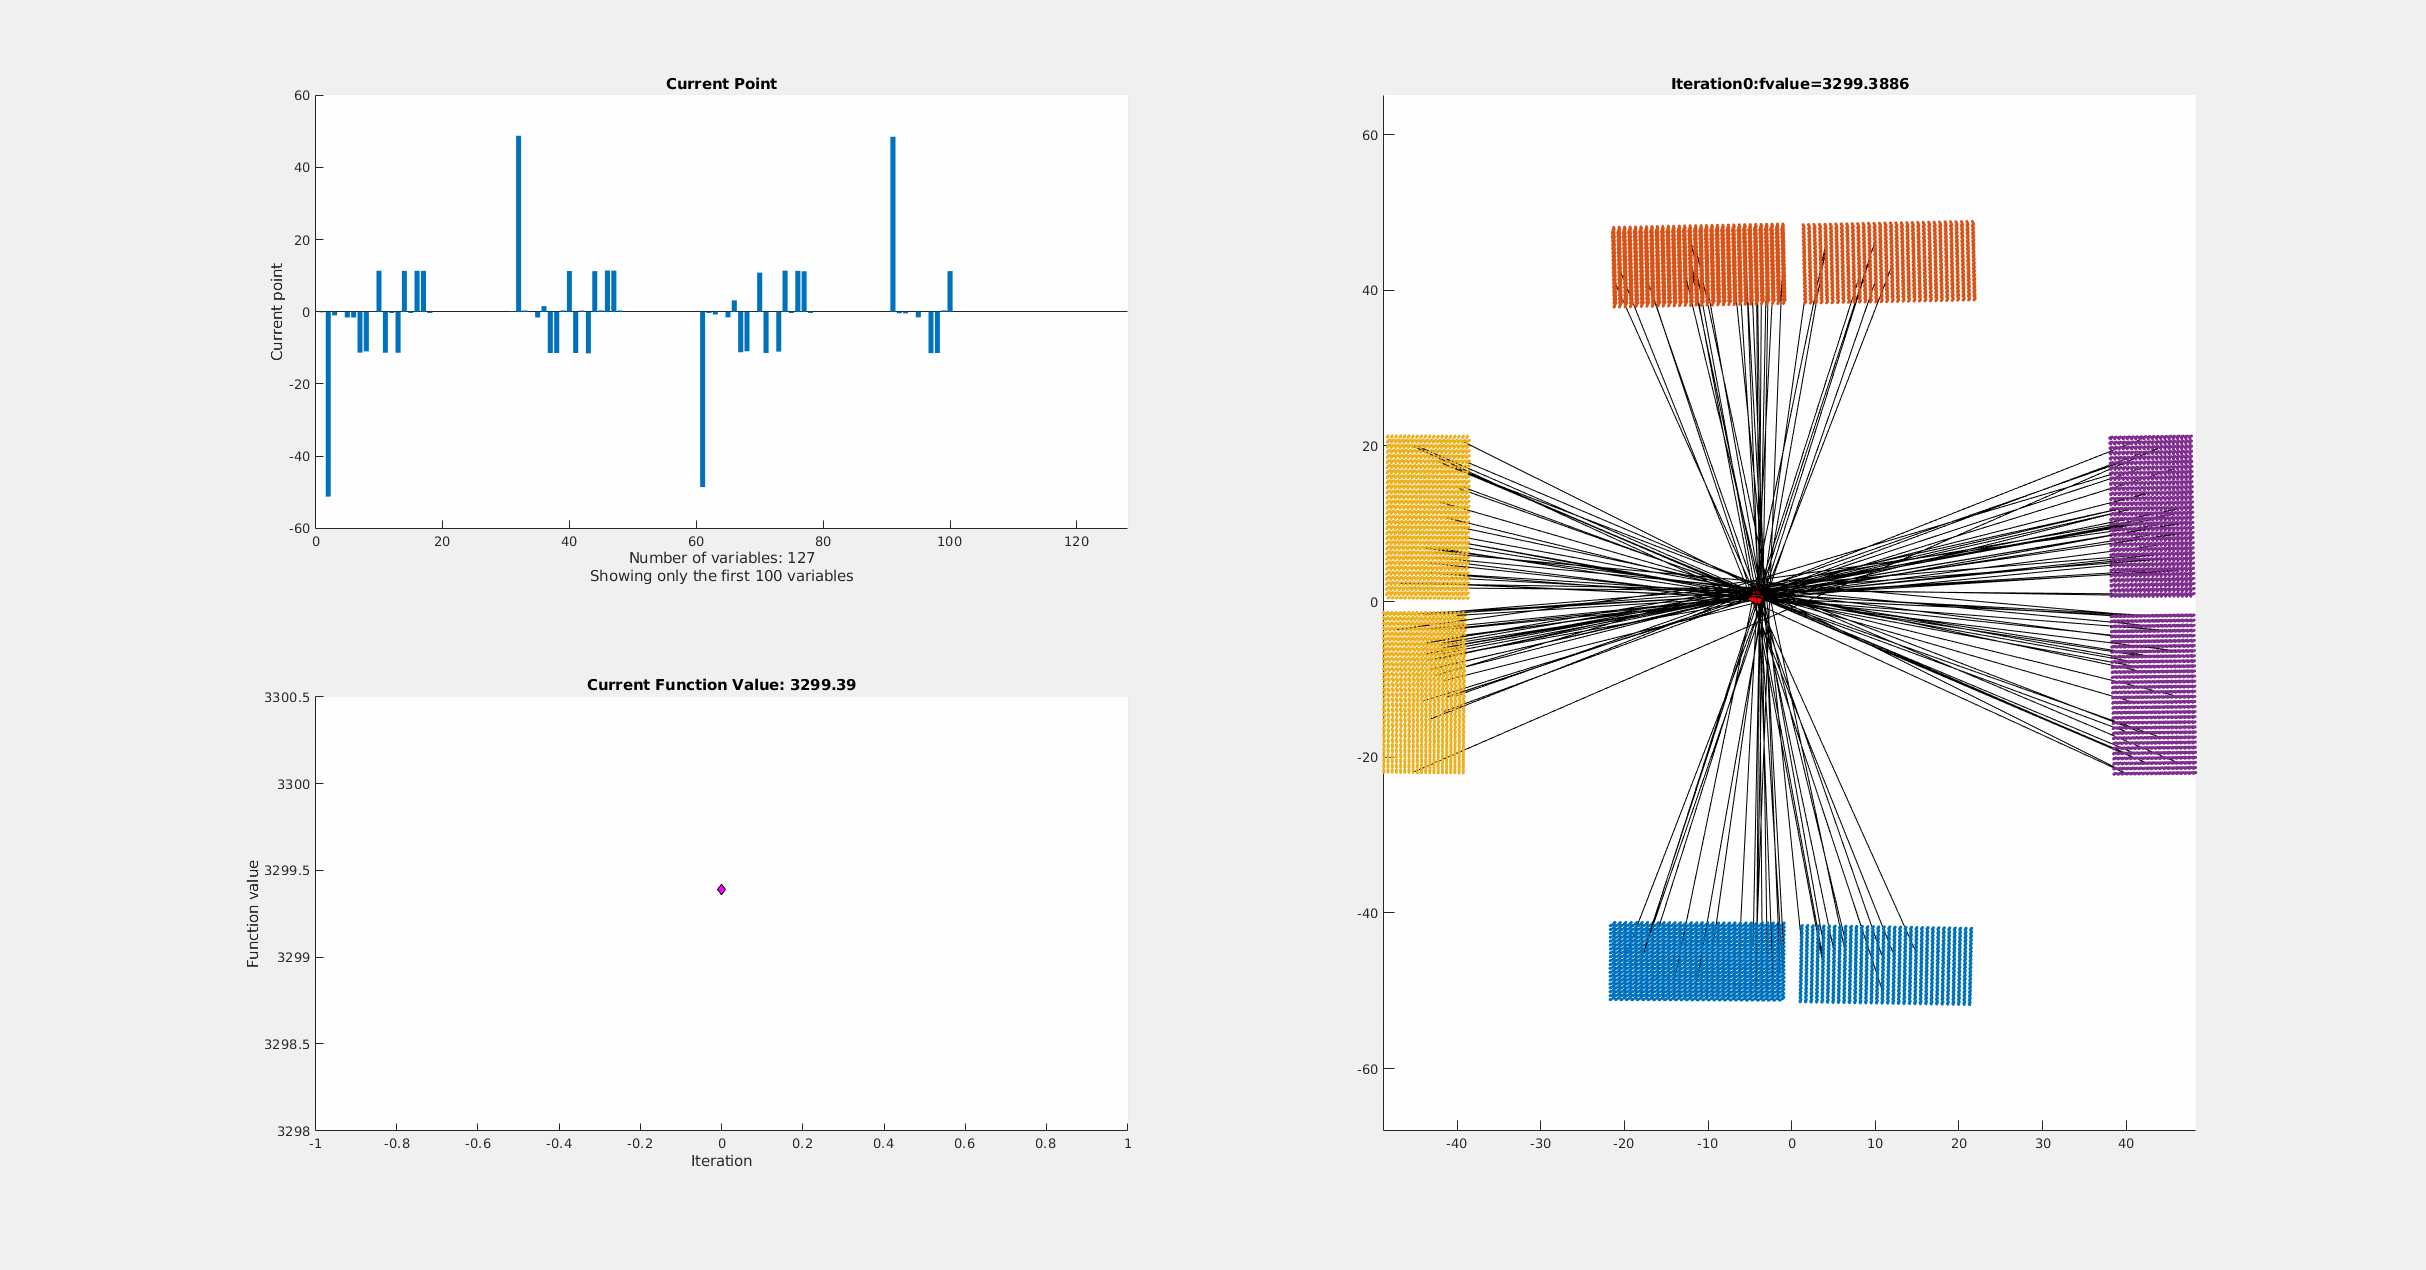 Current Point
60
40
20
0
-20
-40
-60
Current point
0 20 40 60 80 100 120
Number of variables: 127
Showing only the first 100 variables
Current Function Value: 3299.39
3300.5
3300
3299.5
3299
3298.5
3298
Function value
-1 -0.8 -0.6 -0.4 -0.2 0 0.2 0.4 0.6 0.8 1
Iteration
Iteration0:fvalue=3299.3886
60
40
20
0
-20
-40
-60
-40 -30 -20 -10 0 10 20 30 40